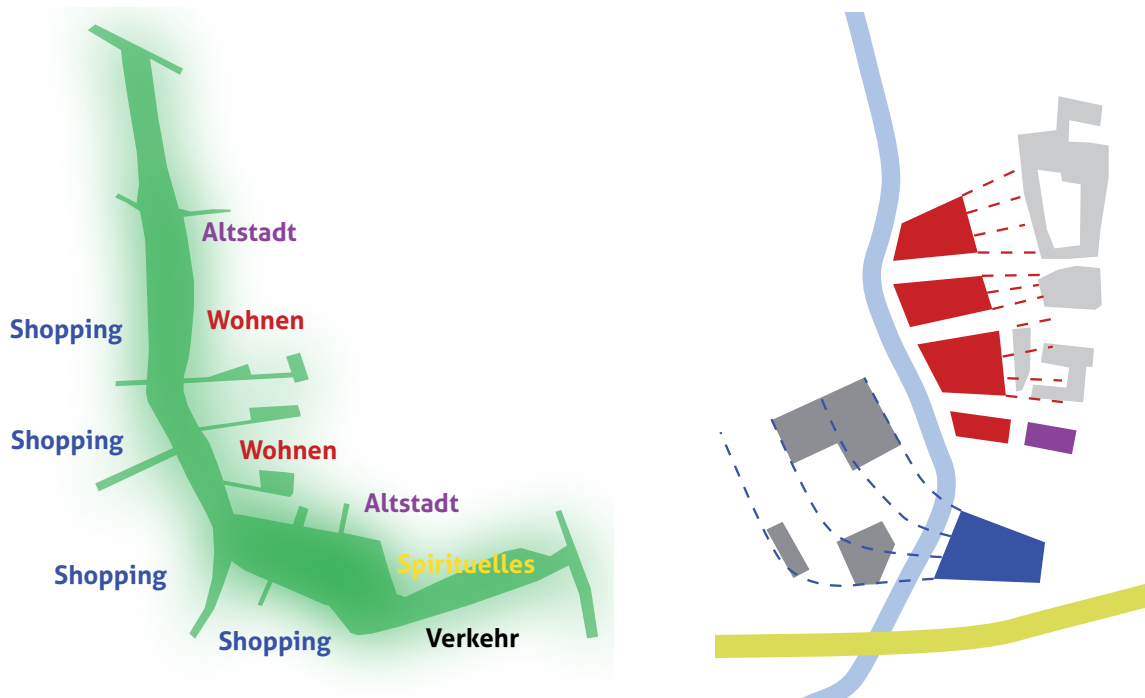 Altstadt
Wohnen
Shopping
Shopping
Wohnen
Altstadt
Spirituelles
Shopping
Verkehr
Shopping